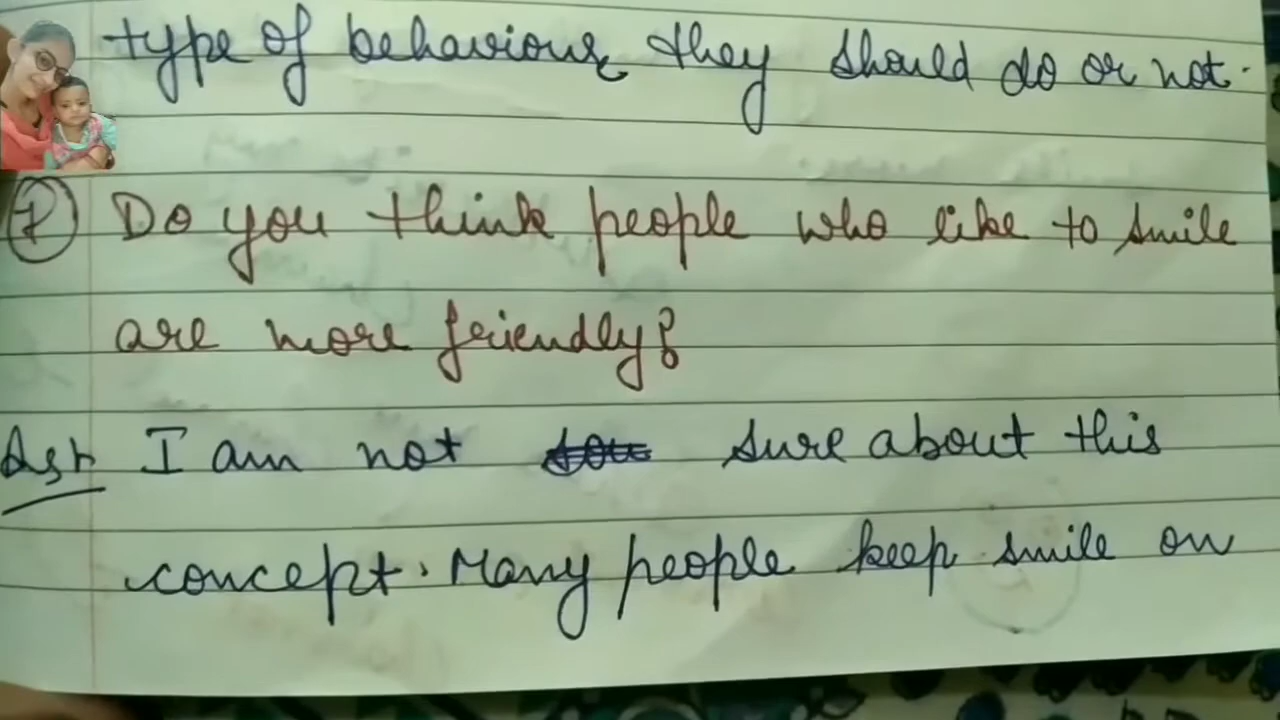 type of behaviour they should do or not.
7 Do you think people who like to smile
are more friendly?
Ans I am not sure about this
concept. Many people keep smile on